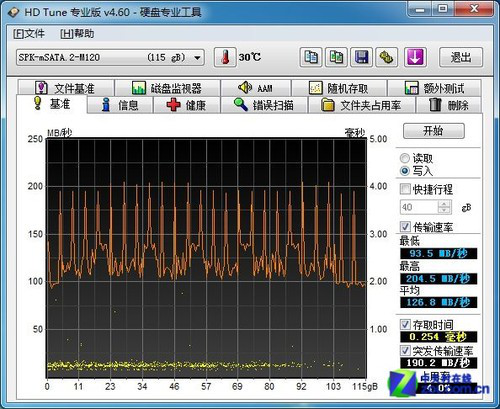 HD Tune 专业版 v4.60 - 硬盘专业工具
文件 帮助
SPK-mSATA.2-M120 (115 gB)
30℃
退出
文件基准 磁盘监视器 AAM 随机存取 额外测试
基准 信息 健康 错误扫描 文件夹占用率 删除
MB/秒 毫秒
250 200 150 100 50
5.00 4.00 3.00 2.00 1.00
0 11 23 34 46 57 69 80 92 103 115gB
开始
读取
写入
快捷行程
40 gB
传输速率
最低
93.5 MB/秒
最高
204.5 MB/秒
平均
126.8 MB/秒
存取时间
0.254 毫秒
突发传输速率
190.2 MB/秒
占用率